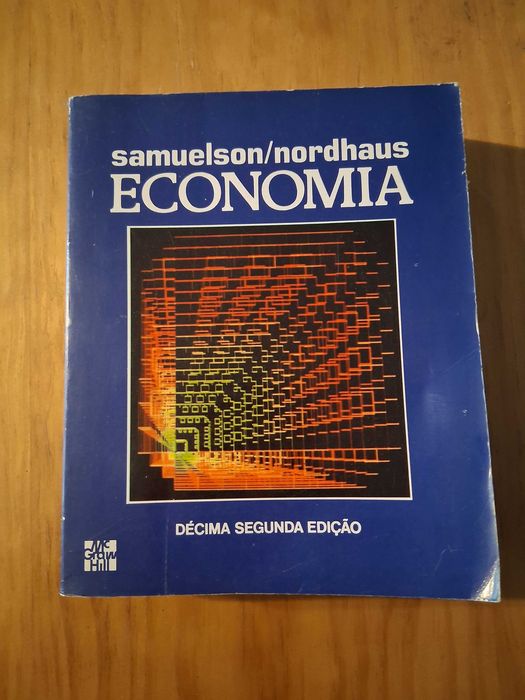 samuelson/nordhaus
ECONOMIA
DÉCIMA SEGUNDA EDIÇÃO
Mc
Graw
Hill